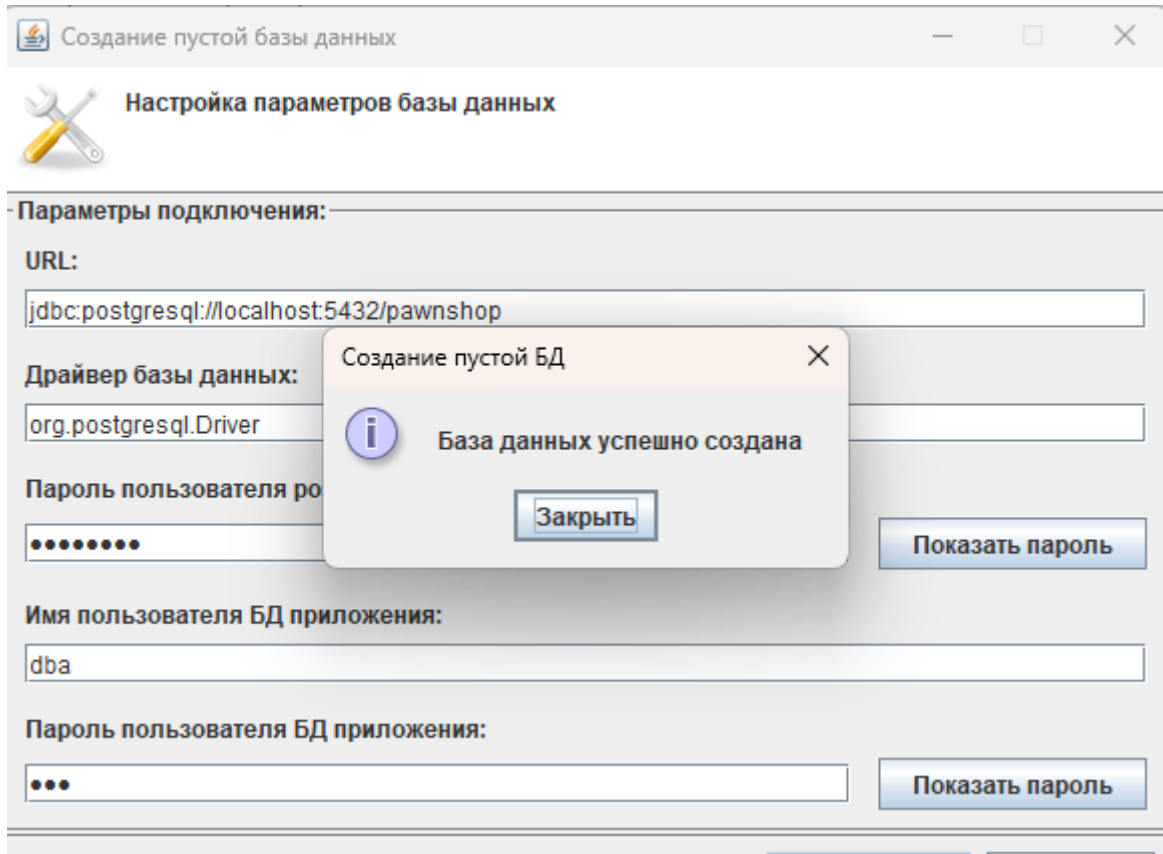 Создание пустой базы данных
Настройка параметров базы данных
Параметры подключения:
URL:
jdbc:postgresql://localhost:5432/pawnshop
Создание пустой БД
Драйвер базы данных:
org.postgresql.Driver
База данных успешно создана
Закрыть
Пароль пользователя
Показать пароль
Имя пользователя БД приложения:
dba
Пароль пользователя БД приложения:
Показать пароль